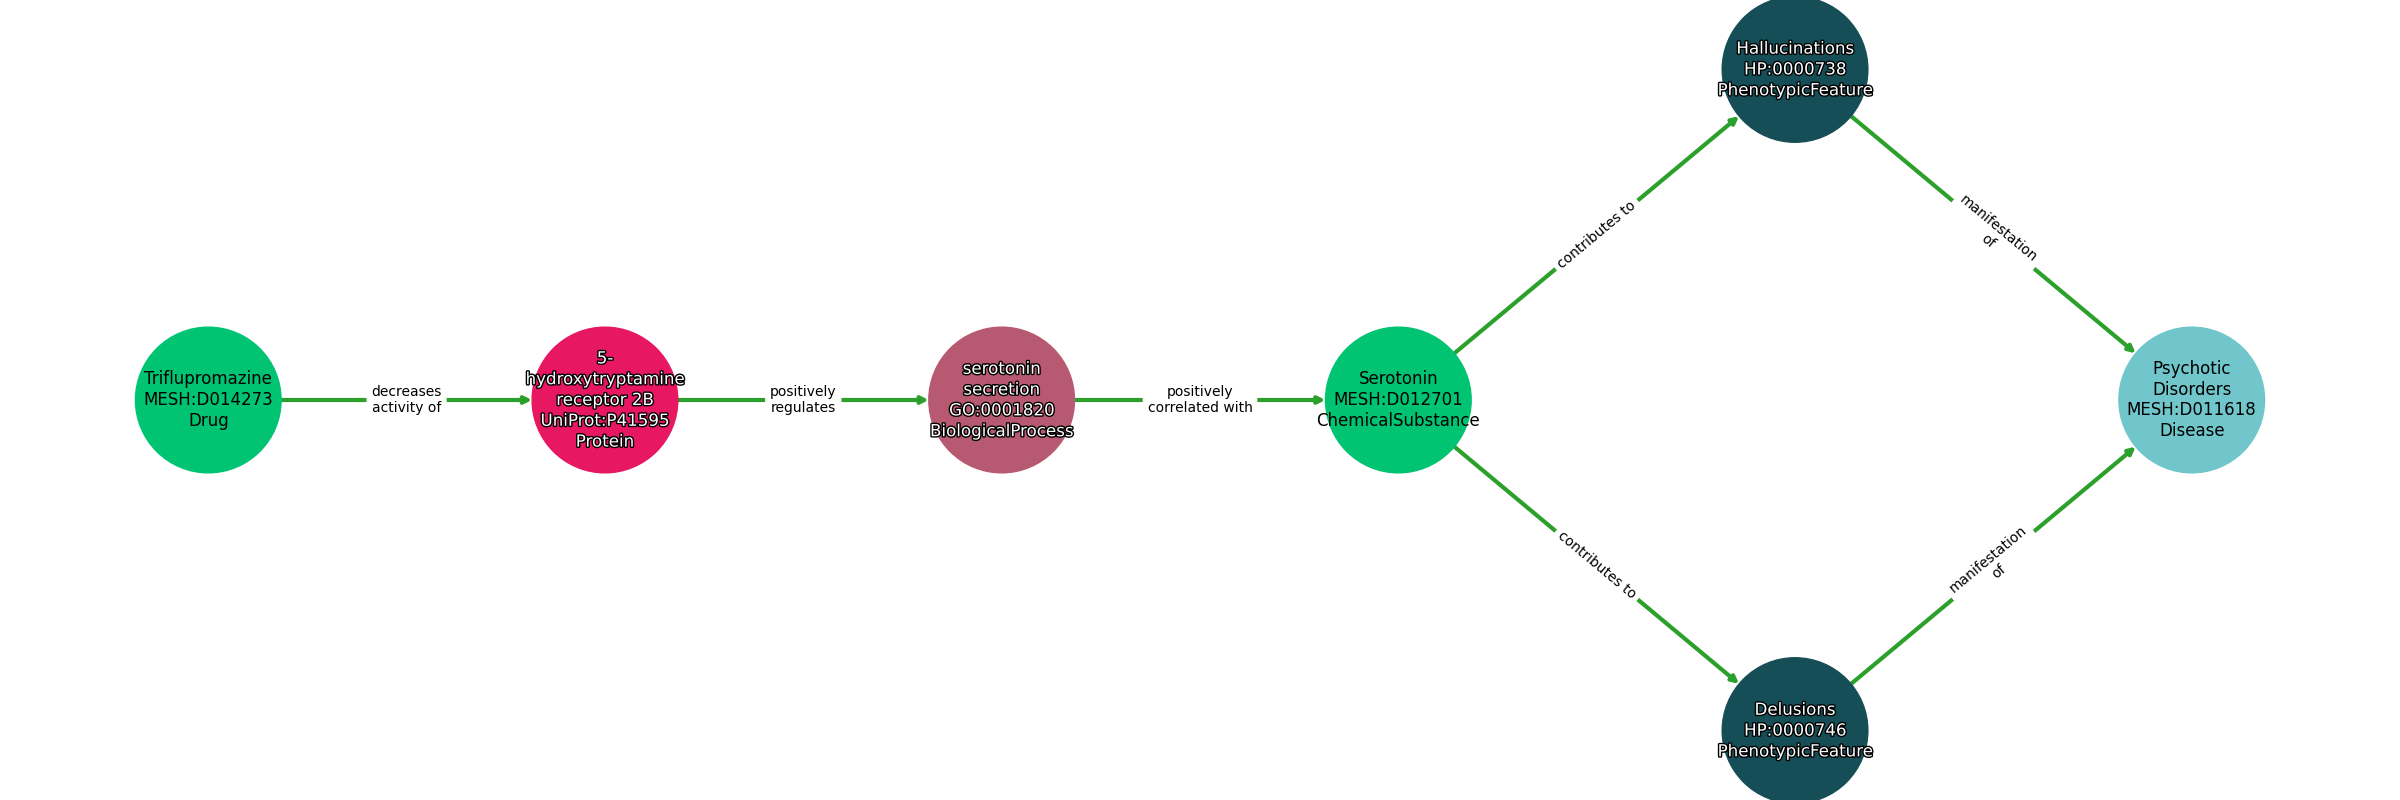 Triflupromazine
MESH:D014273
Drug
decreases
activity of
5-
hydroxytryptamine
receptor 2B
UniProt:P41595
Protein
positively
regulates
serotonin
secretion
GO:0001820
BiologicalProcess
positively
correlated with
Serotonin
MESH:D012701
ChemicalSubstance
contributes to
Hallucinations
HP:0000738
PhenotypicFeature
manifestation
of
contributes to
Delusions
HP:0000746
PhenotypicFeature
manifestation
of
Psychotic
Disorders
MESH:D011618
Disease